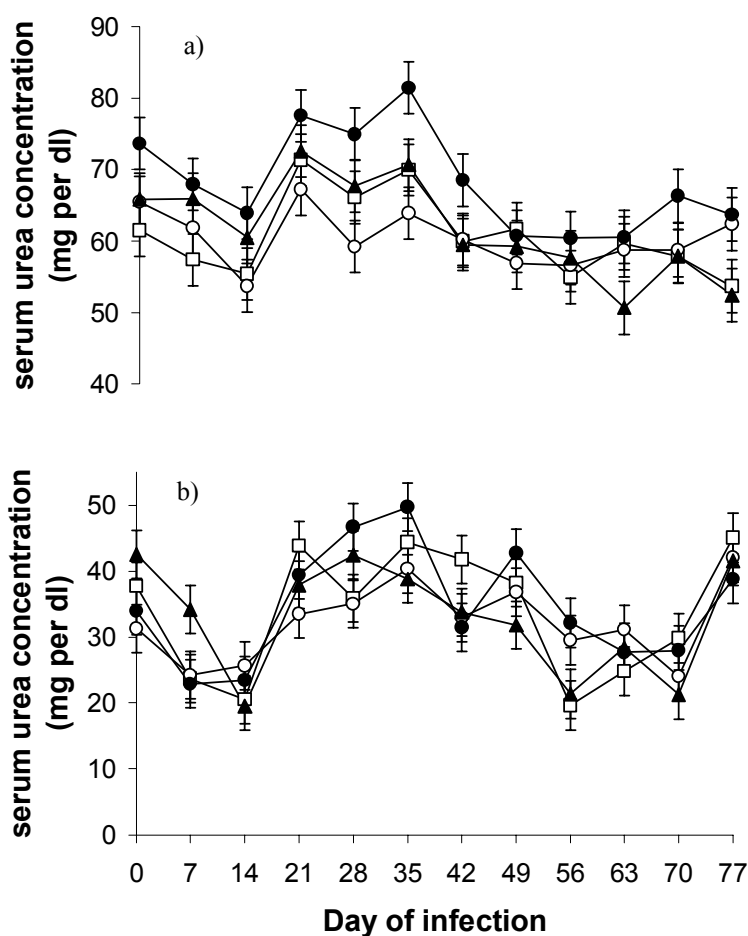 a)
90
80
70
60
50
40
serum urea concentration
(mg per dl)
b)
50
40
30
20
10
0
serum urea concentration
(mg per dl)
0 7 14 21 28 35 42 49 56 63 70 77
Day of infection